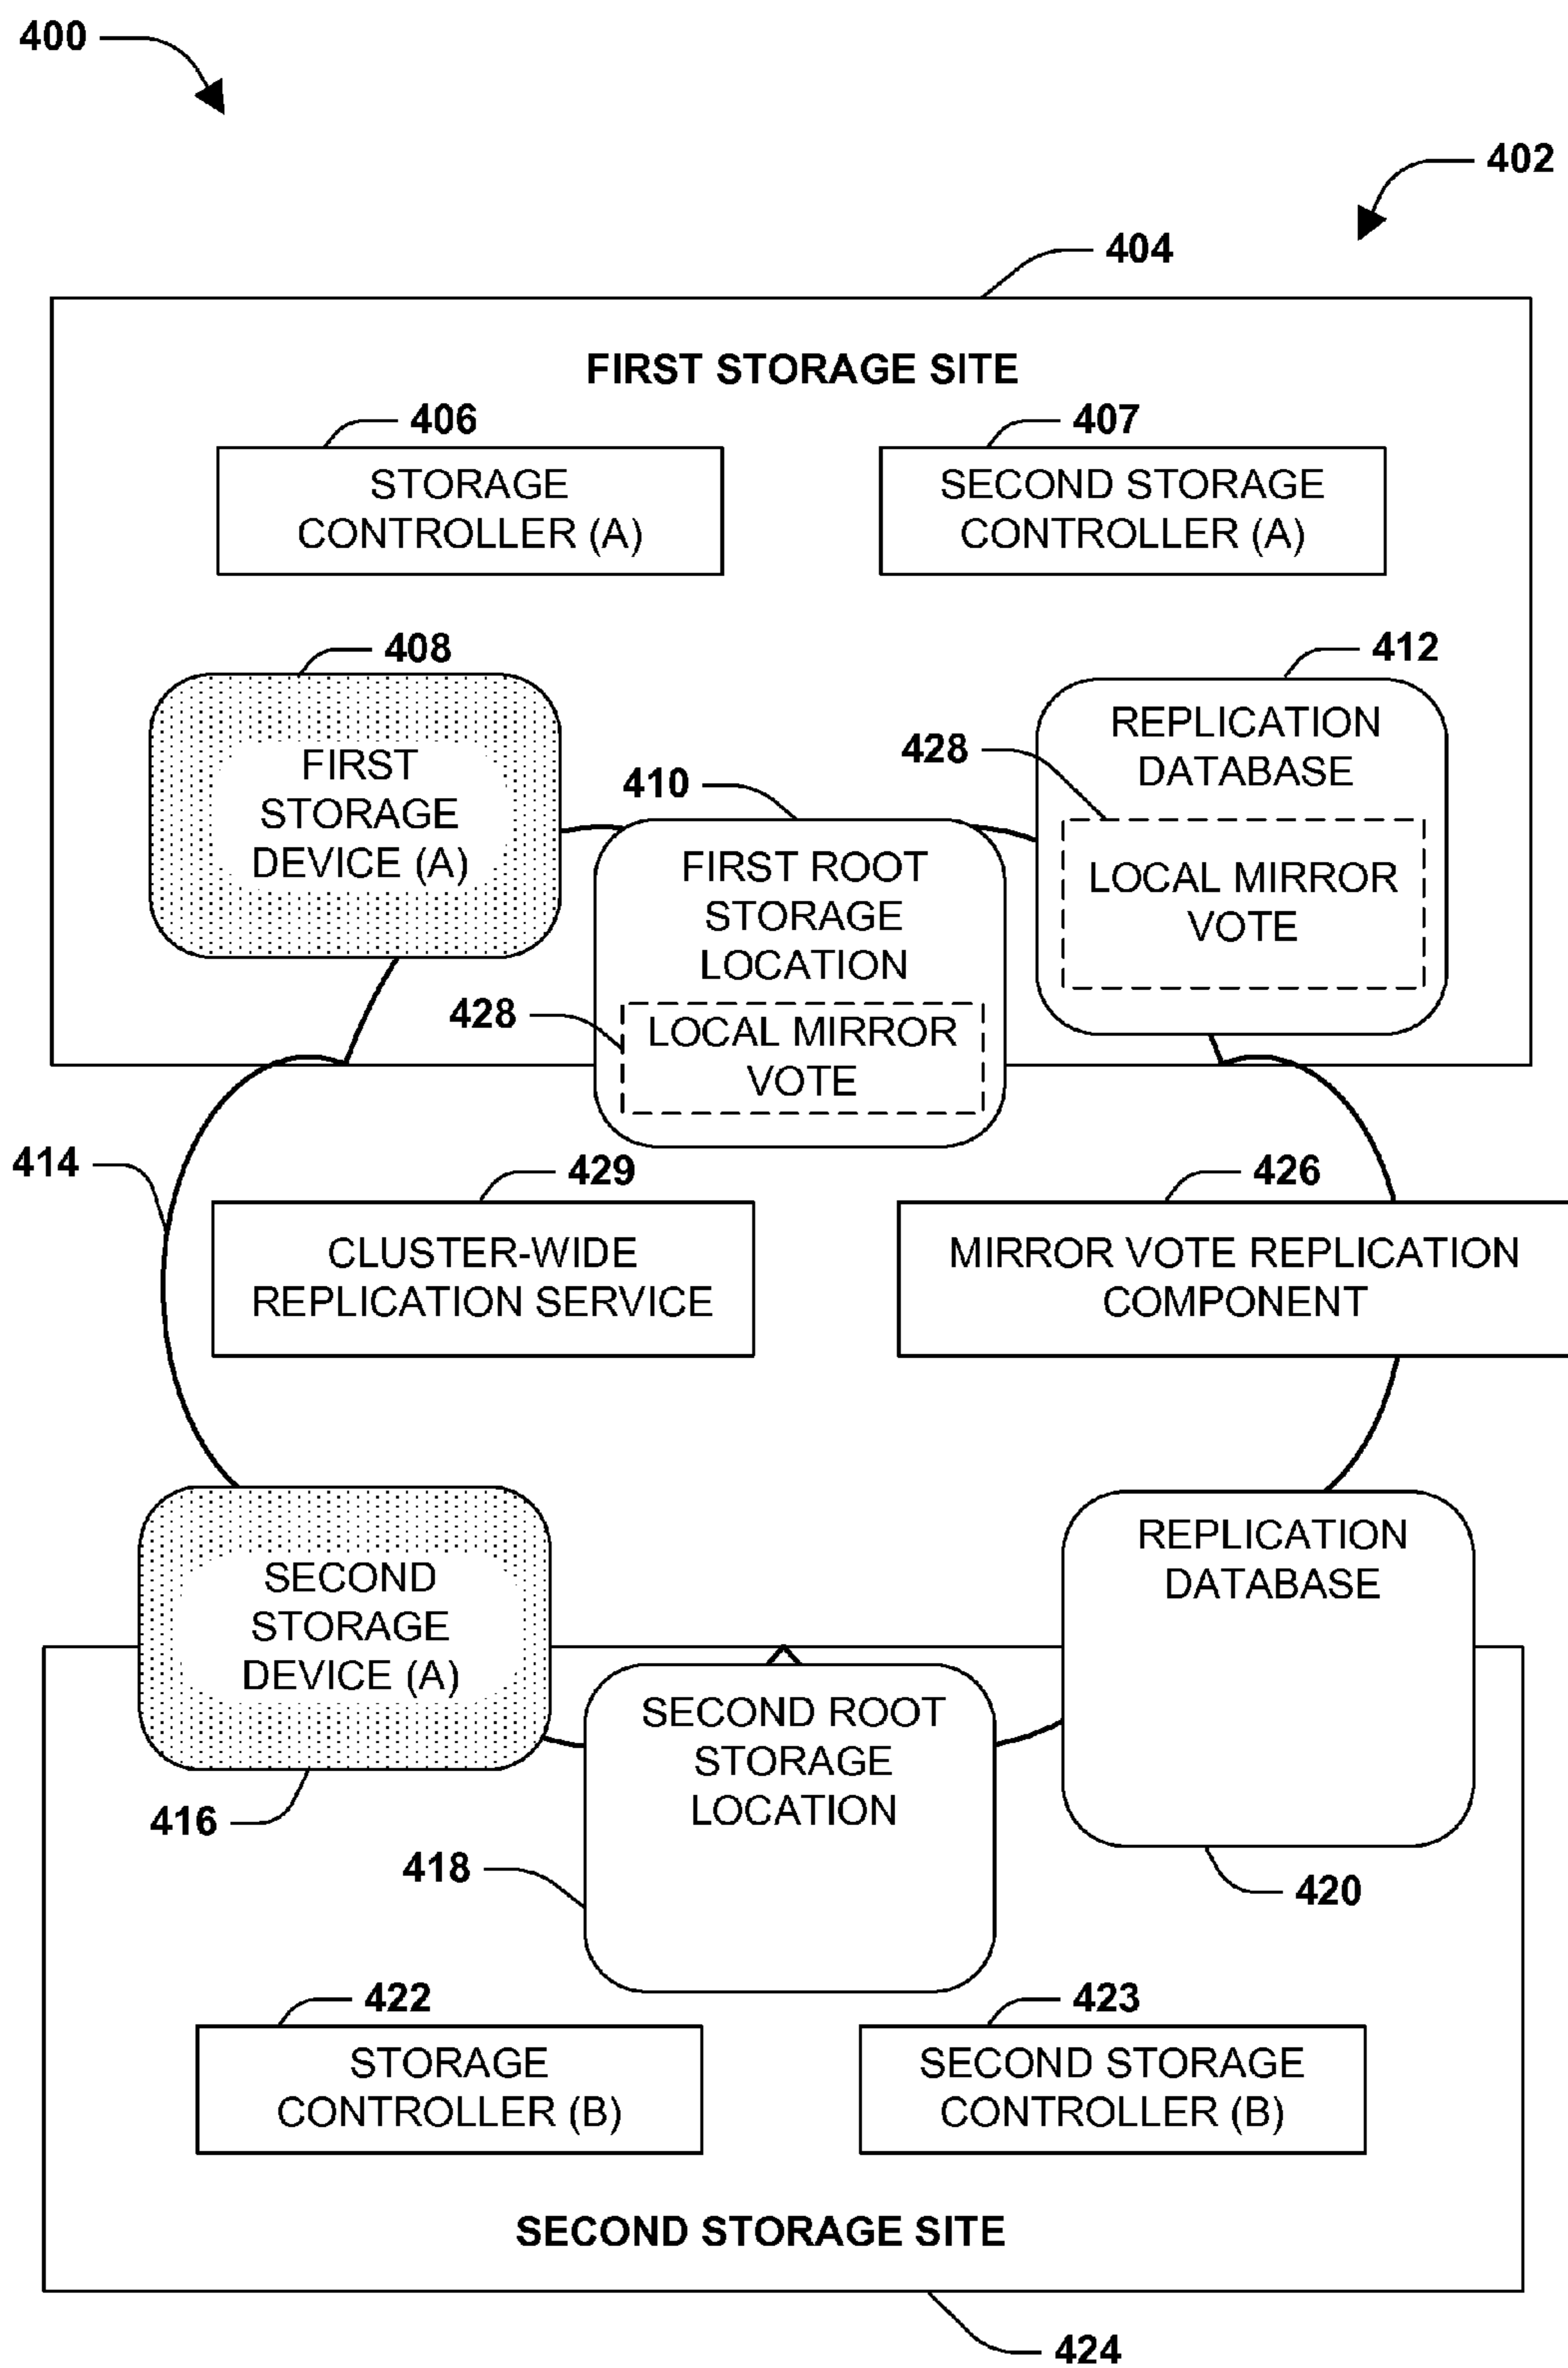 400
402
404
FIRST STORAGE SITE
406
407
STORAGE
CONTROLLER (A)
SECOND STORAGE
CONTROLLER (A)
408
412
FIRST
STORAGE
DEVICE (A)
410
428
REPLICATION
DATABASE
LOCAL MIRROR
VOTE
FIRST ROOT
STORAGE
LOCATION
428
LOCAL MIRROR
VOTE
414
429
426
CLUSTER-WIDE
REPLICATION SERVICE
MIRROR VOTE REPLICATION
COMPONENT
SECOND
STORAGE
DEVICE (A)
REPLICATION
DATABASE
SECOND ROOT
STORAGE
LOCATION
416
418
420
422
423
STORAGE
CONTROLLER (B)
SECOND STORAGE
CONTROLLER (B)
SECOND STORAGE SITE
424